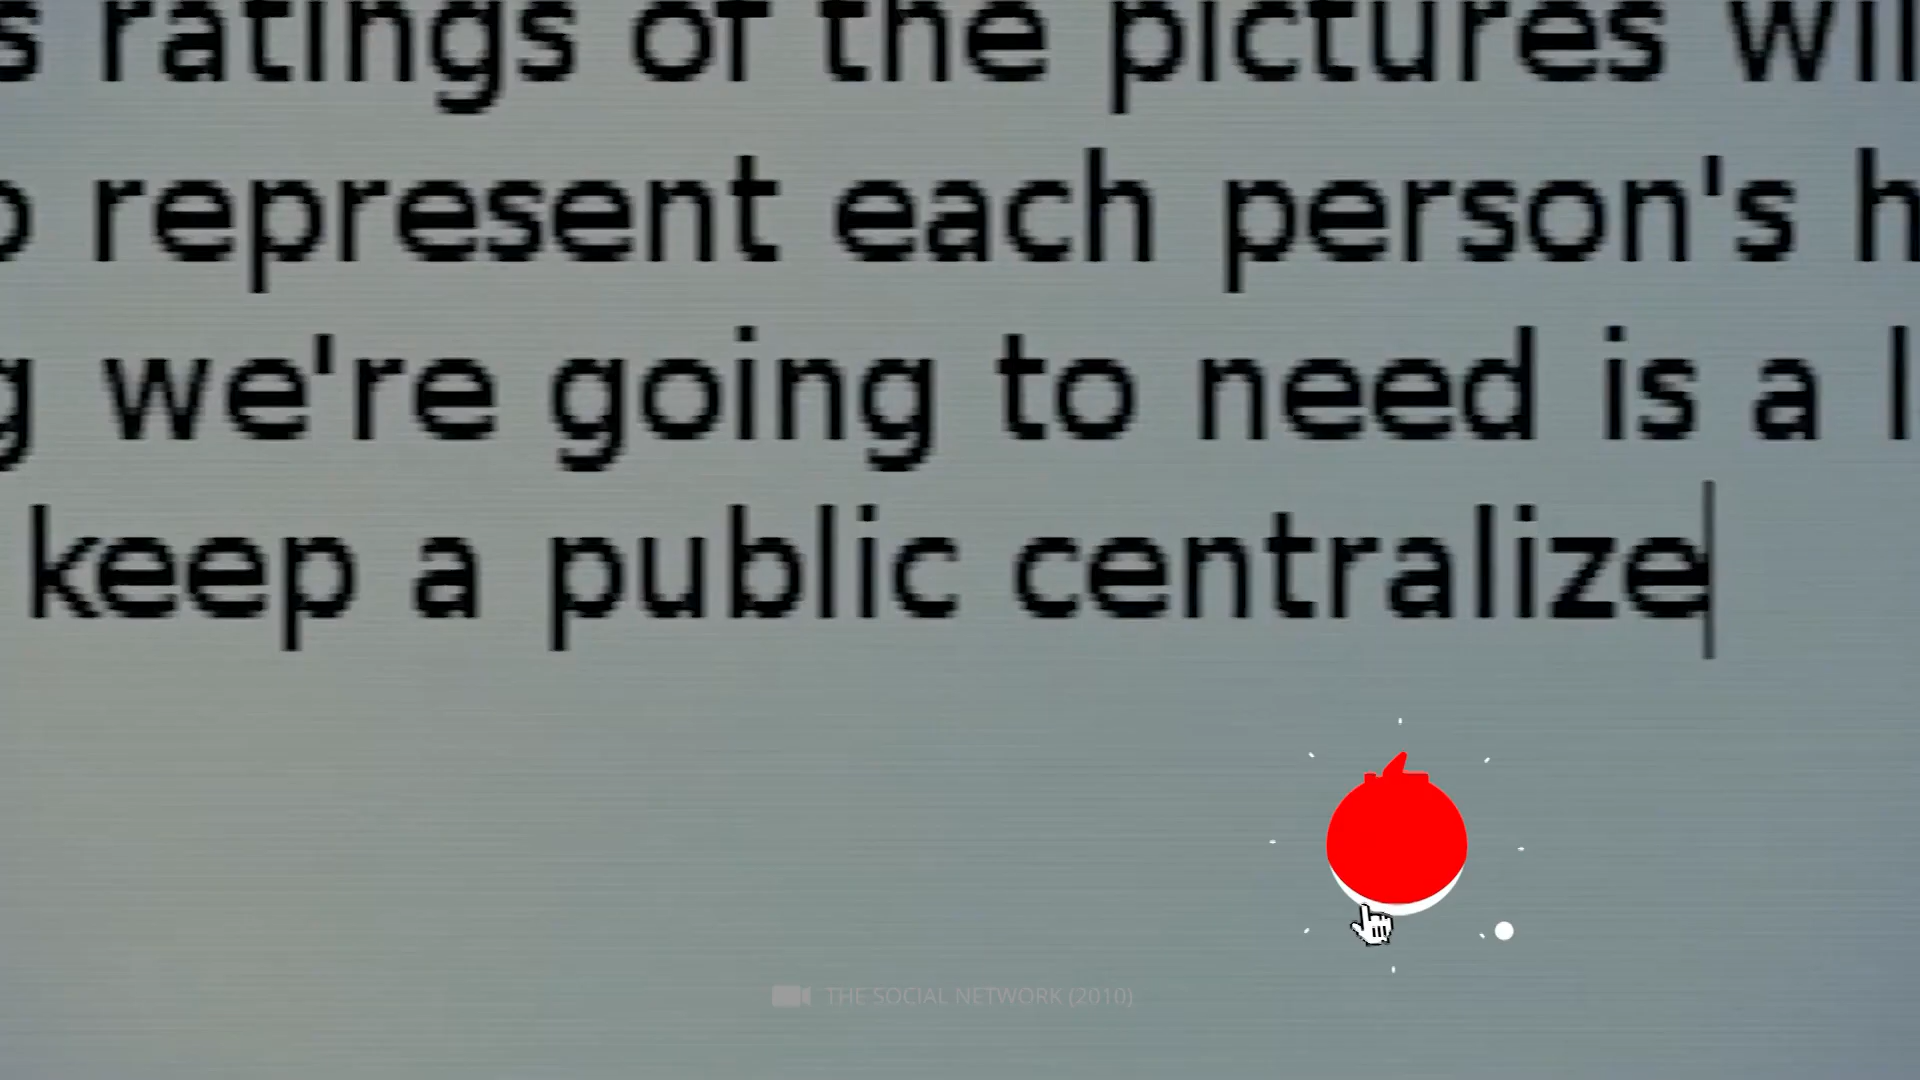 s ratings of the pictures wil
o represent each person's h
g we're going to need is a l
keep a public centralize
THE SOCIAL NETWORK (2010)